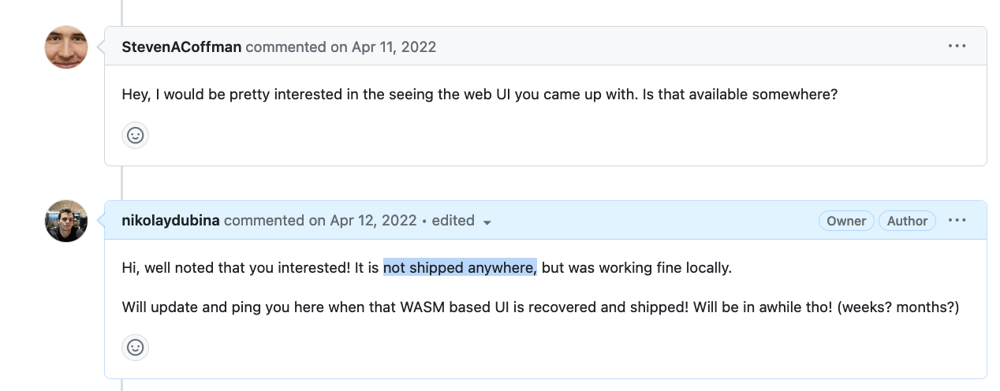 StevenACoffman commented on Apr 11, 2022
Hey, I would be pretty interested in the seeing the web UI you came up with. Is that available somewhere?
nikolaydubina commented on Apr 12, 2022 • edited Owner Author
Hi, well noted that you interested! It is not shipped anywhere, but was working fine locally.
Will update and ping you here when that WASM based UI is recovered and shipped! Will be in awhile tho! (weeks? months?)